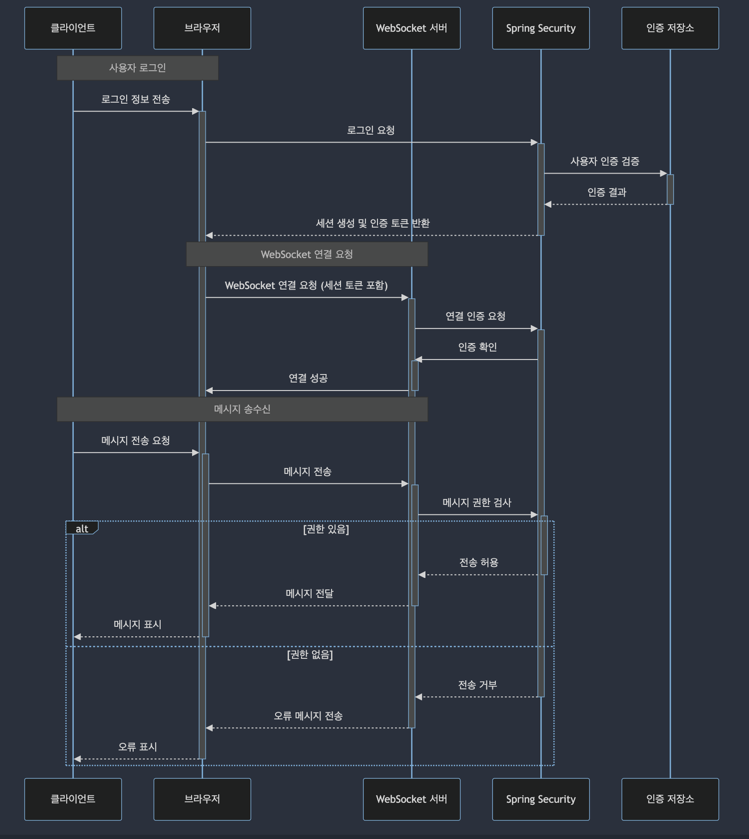 클라이언트
브라우저
WebSocket 서버
Spring Security
인증 저장소
사용자 로그인
로그인 정보 전송
로그인 요청
사용자 인증 검증
인증 결과
세션 생성 및 인증 토큰 반환
WebSocket 연결 요청
WebSocket 연결 요청 (세션 토큰 포함)
연결 인증 요청
인증 확인
연결 성공
메시지 송수신
메시지 전송 요청
메시지 전송
메시지 권한 검사
alt
[권한 있음]
전송 허용
메시지 전달
메시지 표시
[권한 없음]
전송 거부
오류 메시지 전송
오류 표시
클라이언트
브라우저
WebSocket 서버
Spring Security
인증 저장소